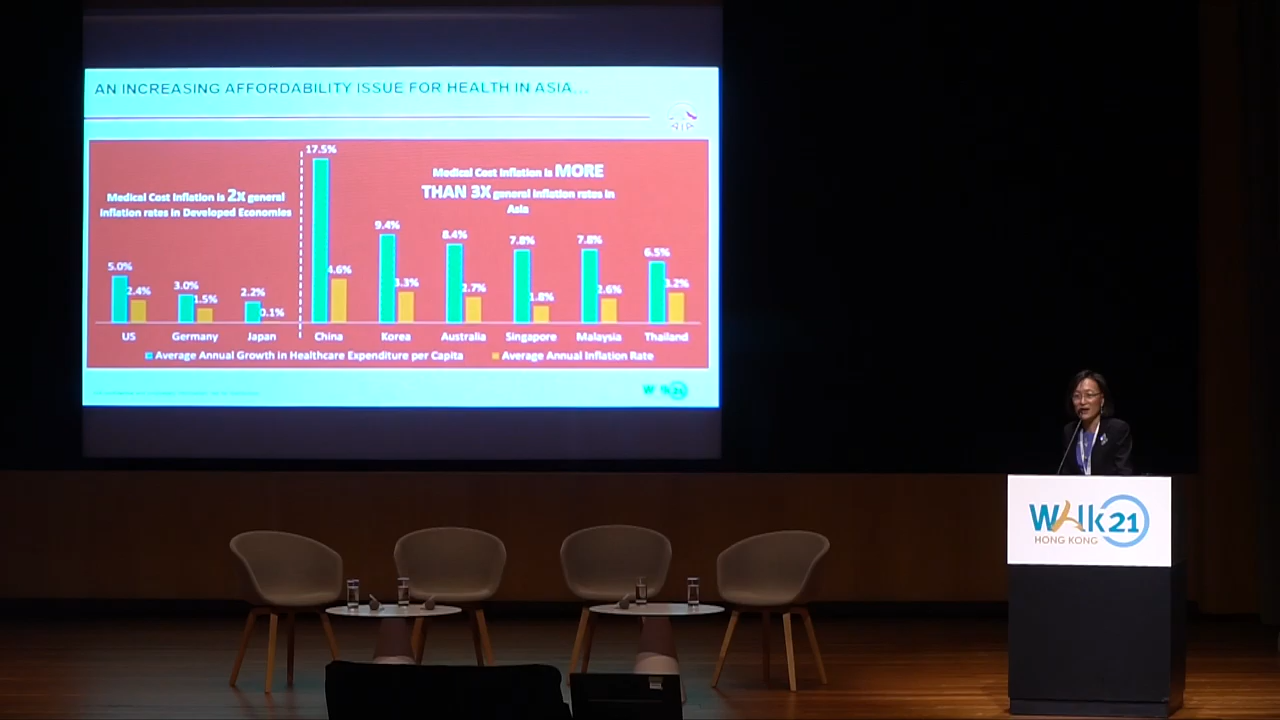 AN INCREASING AFFORDABILITY ISSUE FOR HEALTH IN ASIA...
AIA
17.5%
Medical Cost Inflation is 2x general
inflation rates in Developed Economies
Medical Cost Inflation is MORE
THAN 3X general inflation rates in
Asia
5.0%
2.4%
3.0%
1.5%
2.2%
0.1%
4.6%
9.4%
3.3%
8.4%
2.7%
7.8%
1.8%
7.8%
2.6%
6.5%
3.2%
US Germany Japan China Korea Australia Singapore Malaysia Thailand
Average Annual Growth in Healthcare Expenditure per Capita Average Annual Inflation Rate
Walk21
Walk21
HONG KONG